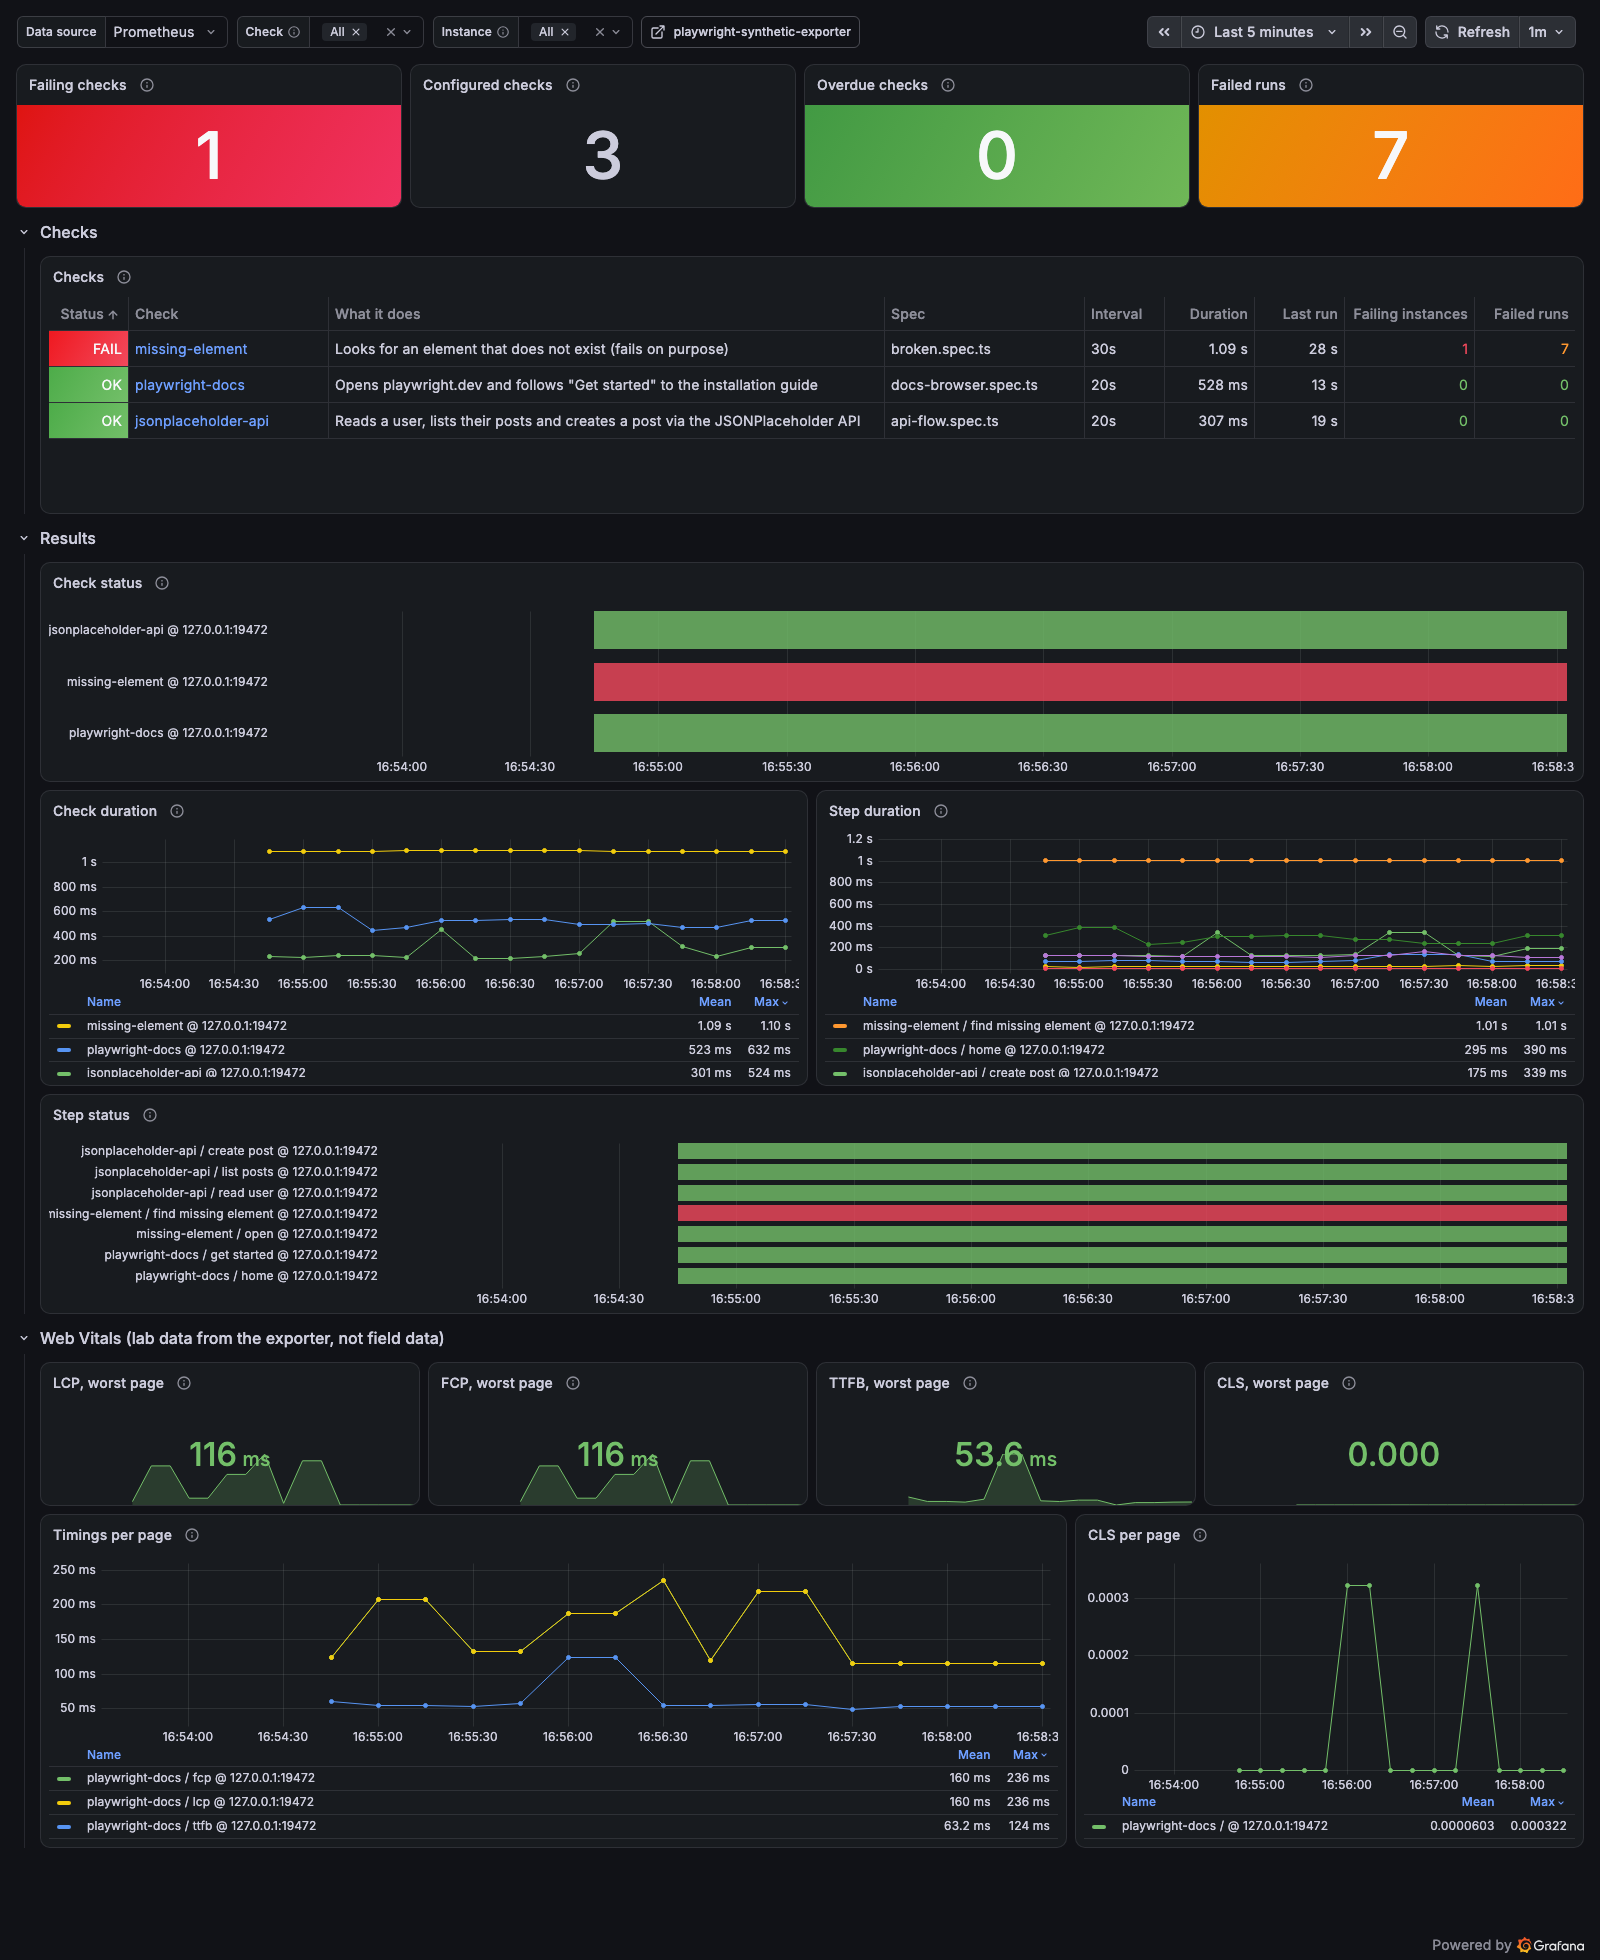 Data source Prometheus Check All Instance All playwright-synthetic-exporter Last 5 minutes Refresh 1m
Failing checks
1
Configured checks
3
Overdue checks
0
Failed runs
7
Checks
Checks
Status Check What it does Spec Interval Duration Last run Failing instances Failed runs
FAIL missing-element Looks for an element that does not exist (fails on purpose) broken.spec.ts 30s 1.09 s 28 s 1 7
OK playwright-docs Opens playwright.dev and follows "Get started" to the installation guide docs-browser.spec.ts 20s 528 ms 13 s 0 0
OK jsonplaceholder-api Reads a user, lists their posts and creates a post via the JSONPlaceholder API api-flow.spec.ts 20s 307 ms 19 s 0 0
Results
Check status
jsonplaceholder-api @ 127.0.0.1:19472
missing-element @ 127.0.0.1:19472
playwright-docs @ 127.0.0.1:19472
16:54:00 16:54:30 16:55:00 16:55:30 16:56:00 16:56:30 16:57:00 16:57:30 16:58:00 16:58:3
Check duration
1 s
800 ms
600 ms
400 ms
200 ms
16:54:00 16:54:30 16:55:00 16:55:30 16:56:00 16:56:30 16:57:00 16:57:30 16:58:00 16:58:
Name Mean Max
missing-element @ 127.0.0.1:19472 1.09 s 1.10 s
playwright-docs @ 127.0.0.1:19472 523 ms 632 ms
jsonplaceholder-api @ 127.0.0.1:19472 301 ms 524 ms
Step duration
1.2 s
1 s
800 ms
600 ms
400 ms
200 ms
0 s
16:54:00 16:54:30 16:55:00 16:55:30 16:56:00 16:56:30 16:57:00 16:57:30 16:58:00 16:58:
Name Mean Max
missing-element / find missing element @ 127.0.0.1:19472 1.01 s 1.01 s
playwright-docs / home @ 127.0.0.1:19472 295 ms 390 ms
jsonplaceholder-api / create post @ 127.0.0.1:19472 175 ms 339 ms
Step status
jsonplaceholder-api / create post @ 127.0.0.1:19472
jsonplaceholder-api / list posts @ 127.0.0.1:19472
jsonplaceholder-api / read user @ 127.0.0.1:19472
missing-element / find missing element @ 127.0.0.1:19472
missing-element / open @ 127.0.0.1:19472
playwright-docs / get started @ 127.0.0.1:19472
playwright-docs / home @ 127.0.0.1:19472
16:54:00 16:54:30 16:55:00 16:55:30 16:56:00 16:56:30 16:57:00 16:57:30 16:58:00 16:58:3
Web Vitals (lab data from the exporter, not field data)
LCP, worst page
116 ms
FCP, worst page
116 ms
TTFB, worst page
53.6 ms
CLS, worst page
0.000
Timings per page
250 ms
200 ms
150 ms
100 ms
50 ms
16:54:00 16:54:30 16:55:00 16:55:30 16:56:00 16:56:30 16:57:00 16:57:30 16:58:00 16:58:3
Name Mean Max
playwright-docs / fcp @ 127.0.0.1:19472 160 ms 236 ms
playwright-docs / lcp @ 127.0.0.1:19472 160 ms 236 ms
playwright-docs / ttfb @ 127.0.0.1:19472 63.2 ms 124 ms
CLS per page
0.0003
0.0002
0.0001
0
16:54:00 16:55:00 16:56:00 16:57:00 16:58:00
Name Mean Max
playwright-docs / @ 127.0.0.1:19472 0.0000603 0.000322
Powered by Grafana